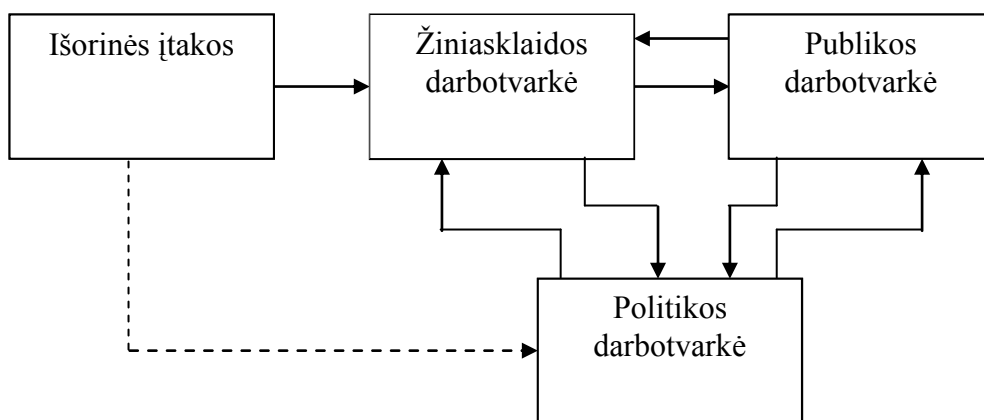 Išorinės įtakos
Žiniasklaidos
darbotvarkė
Publikos
darbotvarkė
Politikos
darbotvarkė